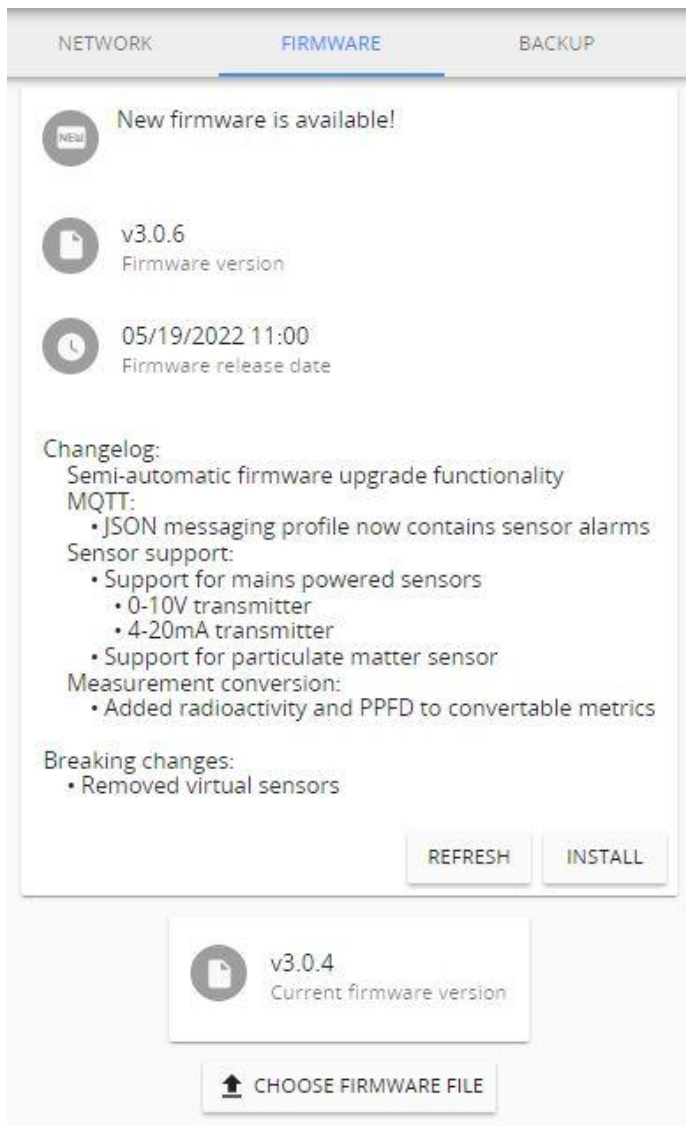 NETWORK FIRMWARE BACKUP
NEW
New firmware is available!
v3.0.6
Firmware version
05/19/2022 11:00
Firmware release date
Changelog:
Semi-automatic firmware upgrade functionality
MQTT:
• JSON messaging profile now contains sensor alarms
Sensor support:
• Support for mains powered sensors
• 0-10V transmitter
• 4-20mA transmitter
• Support for particulate matter sensor
Measurement conversion:
• Added radioactivity and PPFD to convertable metrics
Breaking changes:
• Removed virtual sensors
REFRESH INSTALL
v3.0.4
Current firmware version
CHOOSE FIRMWARE FILE